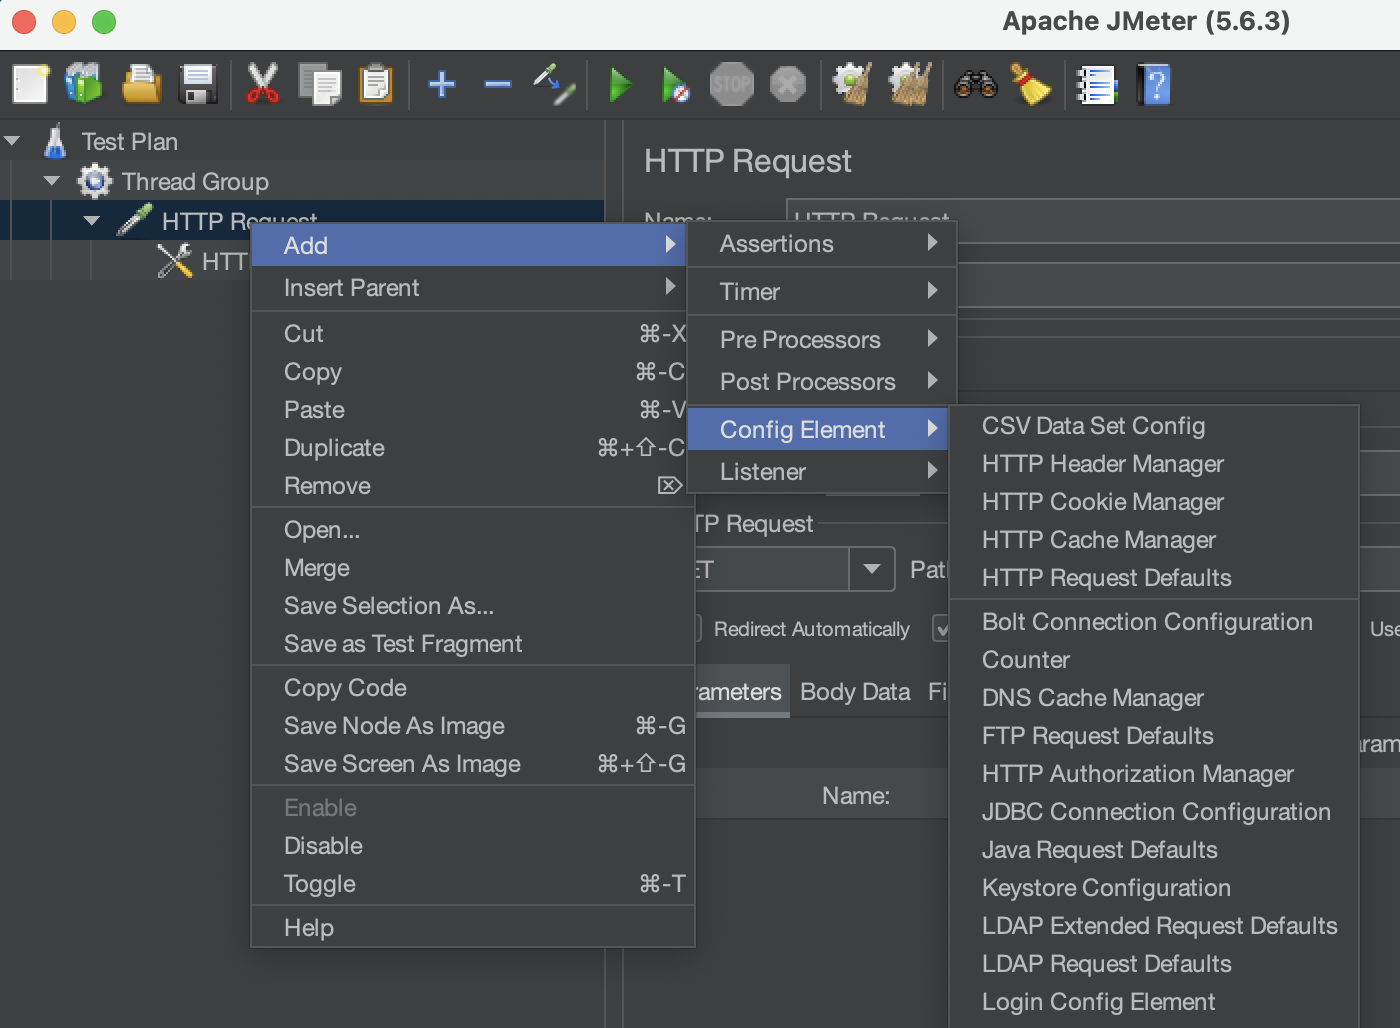 Apache JMeter (5.6.3)
STOP
Test Plan
Thread Group
HTTP Request
HTT
HTTP Request
Name: HTTP Request
Add
Insert Parent
Cut ⌘-X
Copy ⌘-C
Paste ⌘-V
Duplicate ⌘+⇧-C
Remove ⌦
Open...
Merge
Save Selection As...
Save as Test Fragment
Copy Code
Save Node As Image ⌘-G
Save Screen As Image ⌘+⇧-G
Enable
Disable
Toggle ⌘-T
Help
Assertions
Timer
Pre Processors
Post Processors
Config Element
Listener
CSV Data Set Config
HTTP Header Manager
HTTP Cookie Manager
HTTP Cache Manager
HTTP Request Defaults
Bolt Connection Configuration
Counter
DNS Cache Manager
FTP Request Defaults
HTTP Authorization Manager
JDBC Connection Configuration
Java Request Defaults
Keystore Configuration
LDAP Extended Request Defaults
LDAP Request Defaults
Login Config Element
TP Request
ET Pat
Redirect Automatically Use
ameters Body Data Fi
aram
Name: